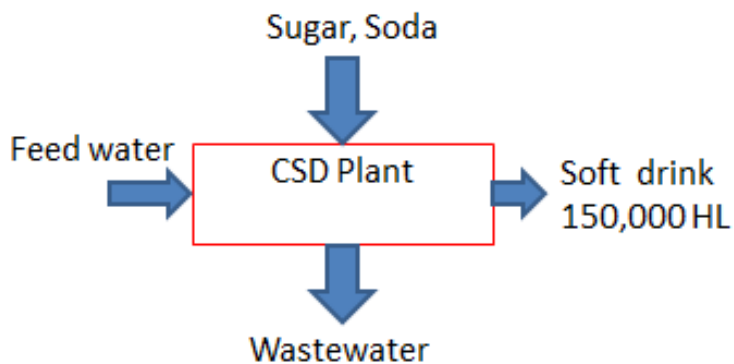 Sugar, Soda
Feed water
CSD Plant
Soft drink
150,000 HL
Wastewater